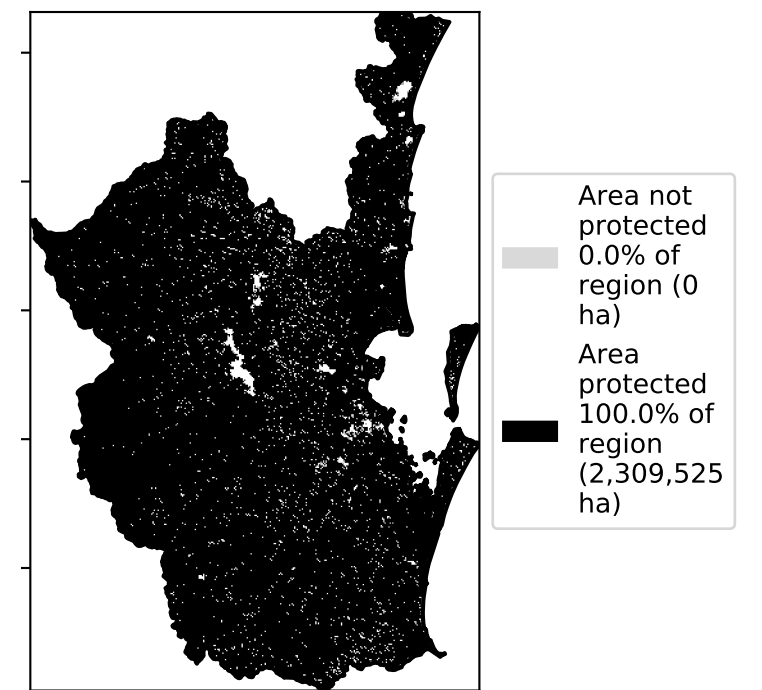 Area not
protected
0.0% of
region (0
ha)
Area
protected
100.0% of
region
(2,309,525
ha)